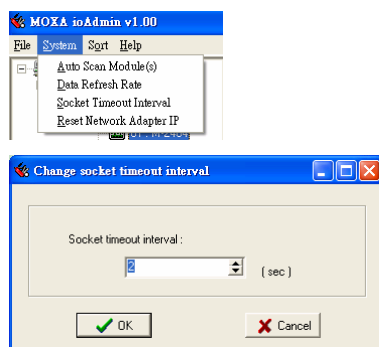 MOXA ioAdmin v1.00
File System Sort Help
Auto Scan Module(s)
Data Refresh Rate
Socket Timeout Interval
Reset Network Adapter IP
Change socket timeout interval
Socket timeout interval :
2 ( sec )
OK Cancel